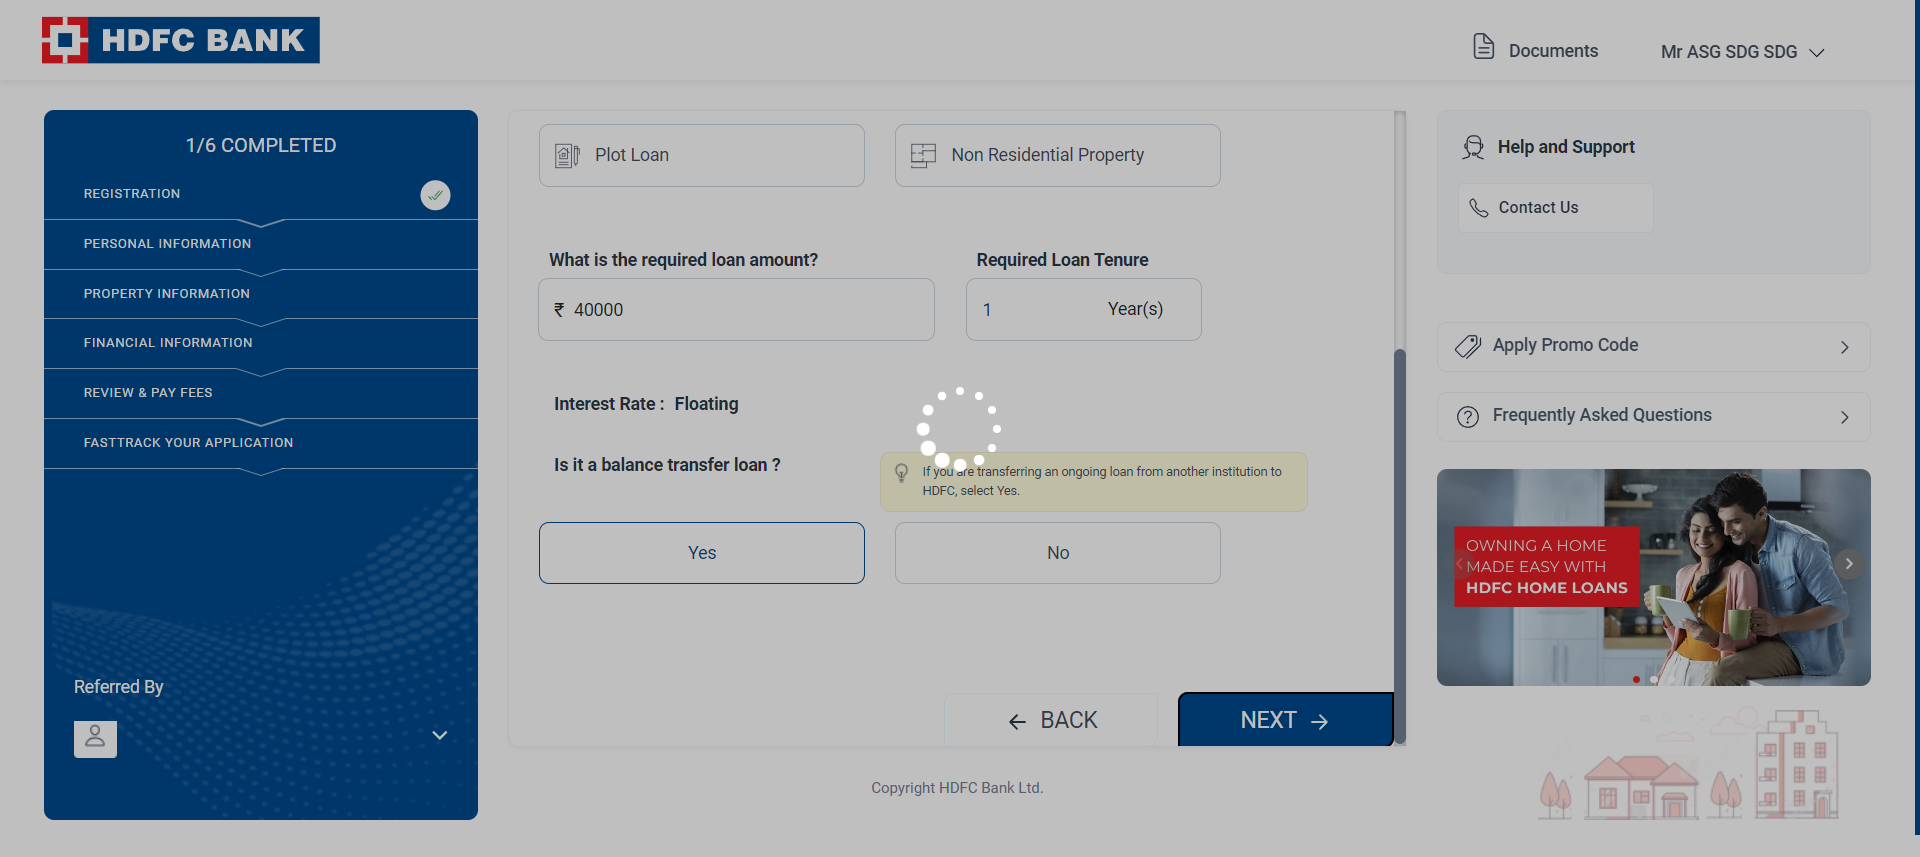 HDFC BANK
Documents
Mr ASG SDG SDG
1/6 COMPLETED
REGISTRATION
PERSONAL INFORMATION
PROPERTY INFORMATION
FINANCIAL INFORMATION
REVIEW & PAY FEES
FASTTRACK YOUR APPLICATION
Referred By
Plot Loan
Non Residential Property
What is the required loan amount?
Required Loan Tenure
₹ 40000
1 Year(s)
Interest Rate : Floating
Is it a balance transfer loan ?
If you are transferring an ongoing loan from another institution to
HDFC, select Yes.
Yes
No
BACK
NEXT
Copyright HDFC Bank Ltd.
Help and Support
Contact Us
Apply Promo Code
Frequently Asked Questions
OWNING A HOME
MADE EASY WITH
HDFC HOME LOANS